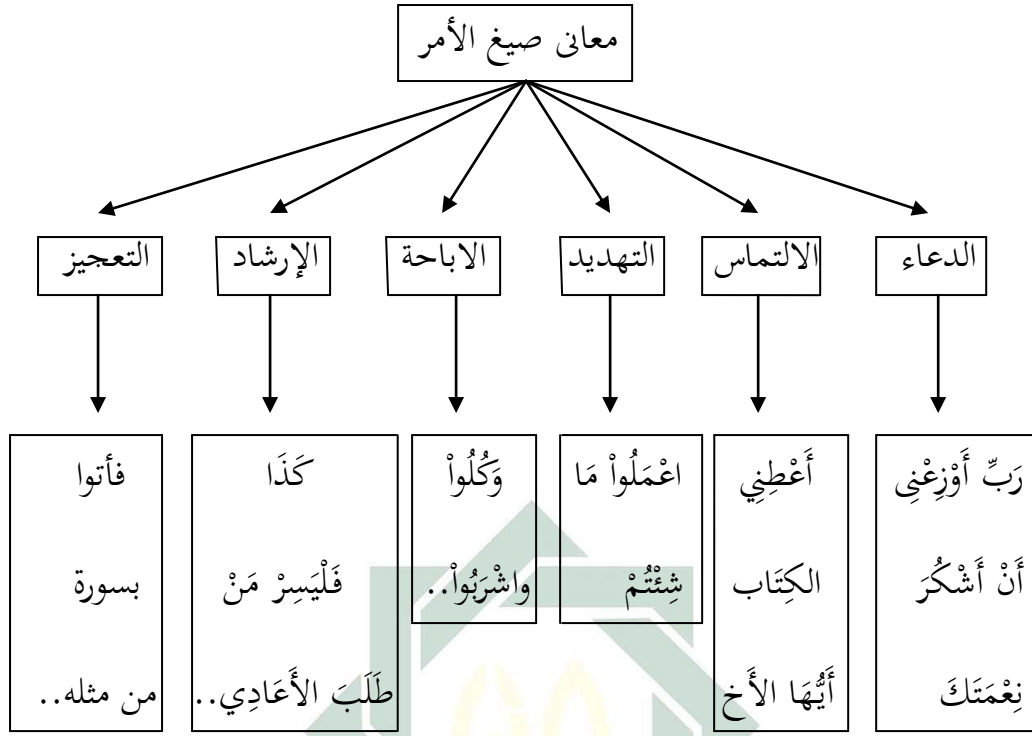 معانى صيغ الأمر
الدعاء
الالتماس
التهديد
الاباحة
الإرشاد
التعجيز
رَبِّ أَوْزِعْنِى
أَنْ أَشْكُرَ
نِعْمَتَكَ
أَعْطِنِي
الكِتَاب
أَيُّهَا الأَخ
اعْمَلُواْ مَا
شِئْتُمْ
وَكُلُواْ
واشْرَبُواْ..
كَذَا
فَلْيَسِرْ مَنْ
طَلَبَ الأَعَادِي..
فأتوا
بسورة
من مثله..